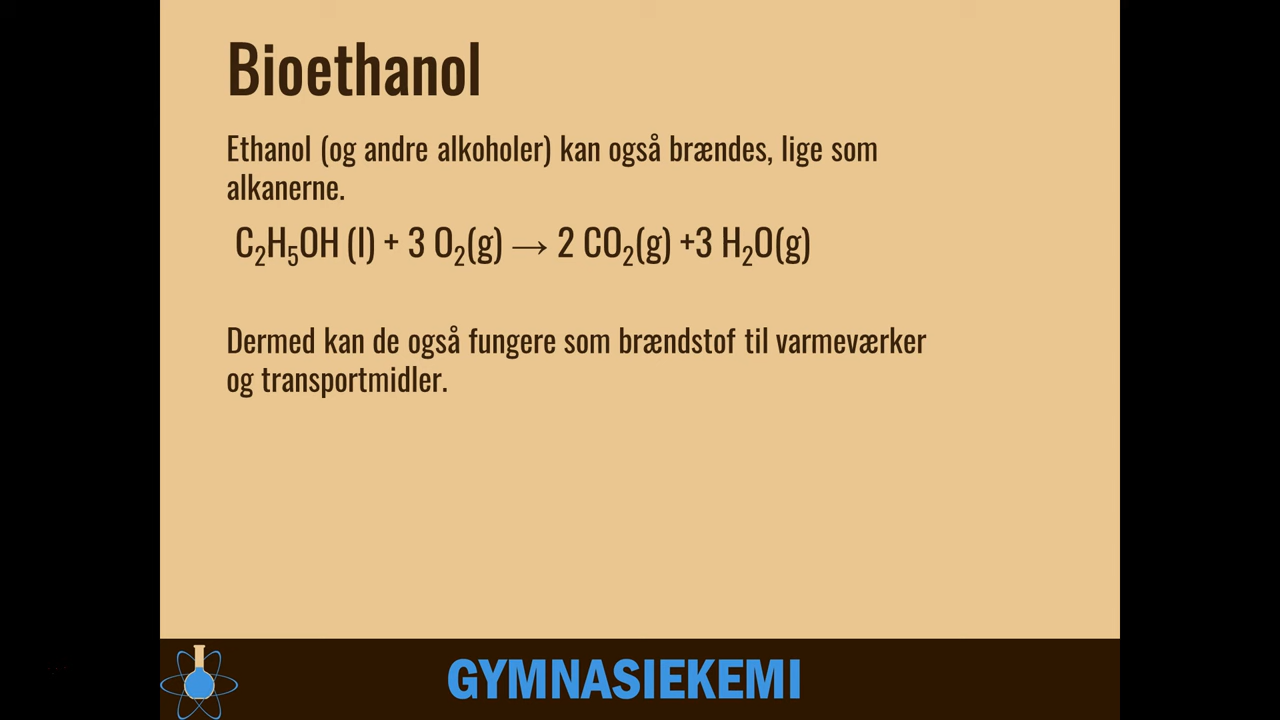 Bioethanol
Ethanol (og andre alkoholer) kan også brændes, lige som
alkanerne.
C₂H₅OH (l) + 3 O₂(g) → 2 CO₂(g) +3 H₂O(g)
Dermed kan de også fungere som brændstof til varmeværker
og transportmidler.
GYMNASIEKEMI